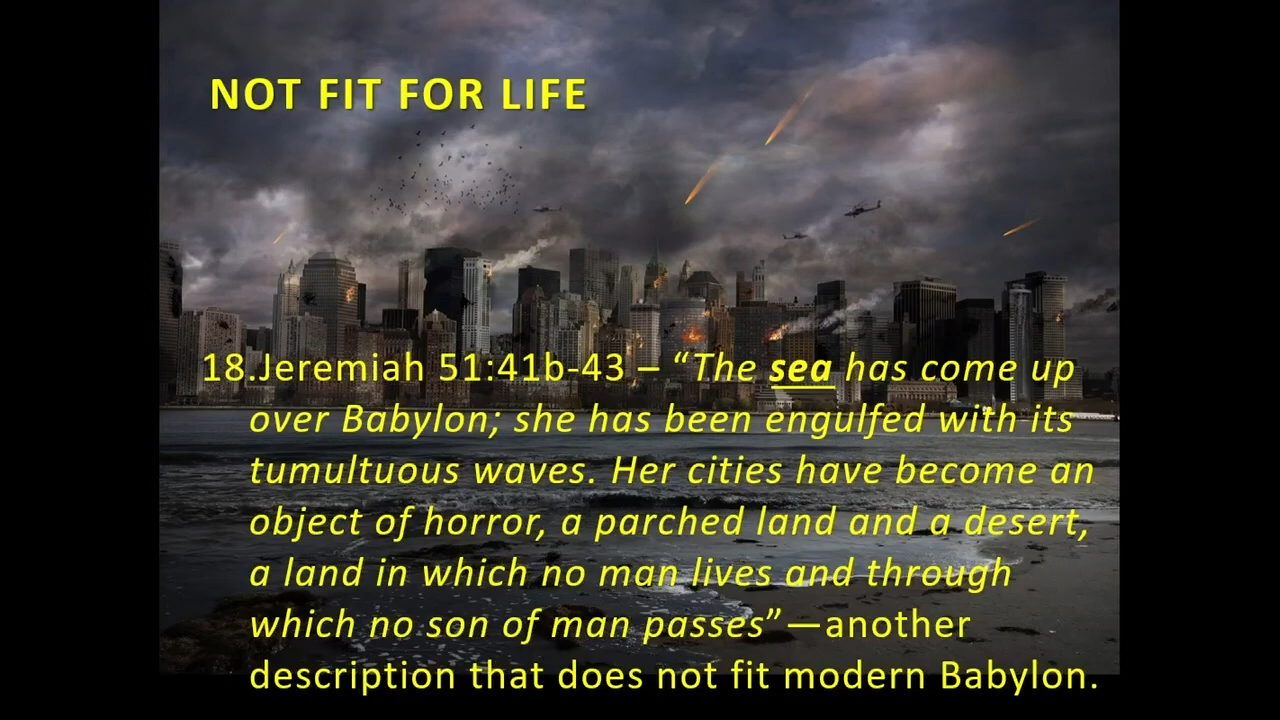 NOT FIT FOR LIFE
18.Jeremiah 51:41b-43 – “The sea has come up
over Babylon; she has been engulfed with its
tumultuous waves. Her cities have become an
object of horror, a parched land and a desert,
a land in which no man lives and through
which no son of man passes”—another
description that does not fit modern Babylon.